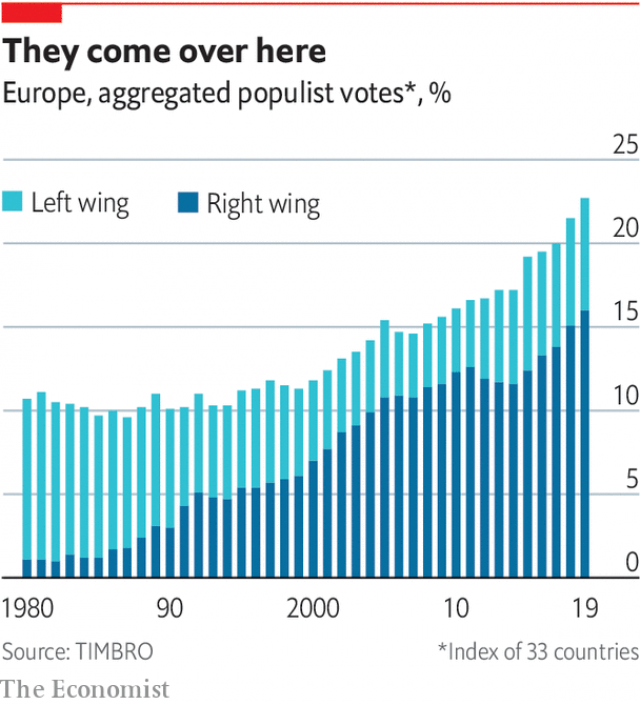 They come over here
Europe, aggregated populist votes*, %
25
Left wing Right wing
20
15
10
5
0
1980 90 2000 10 19
Source: TIMBRO *Index of 33 countries
The Economist